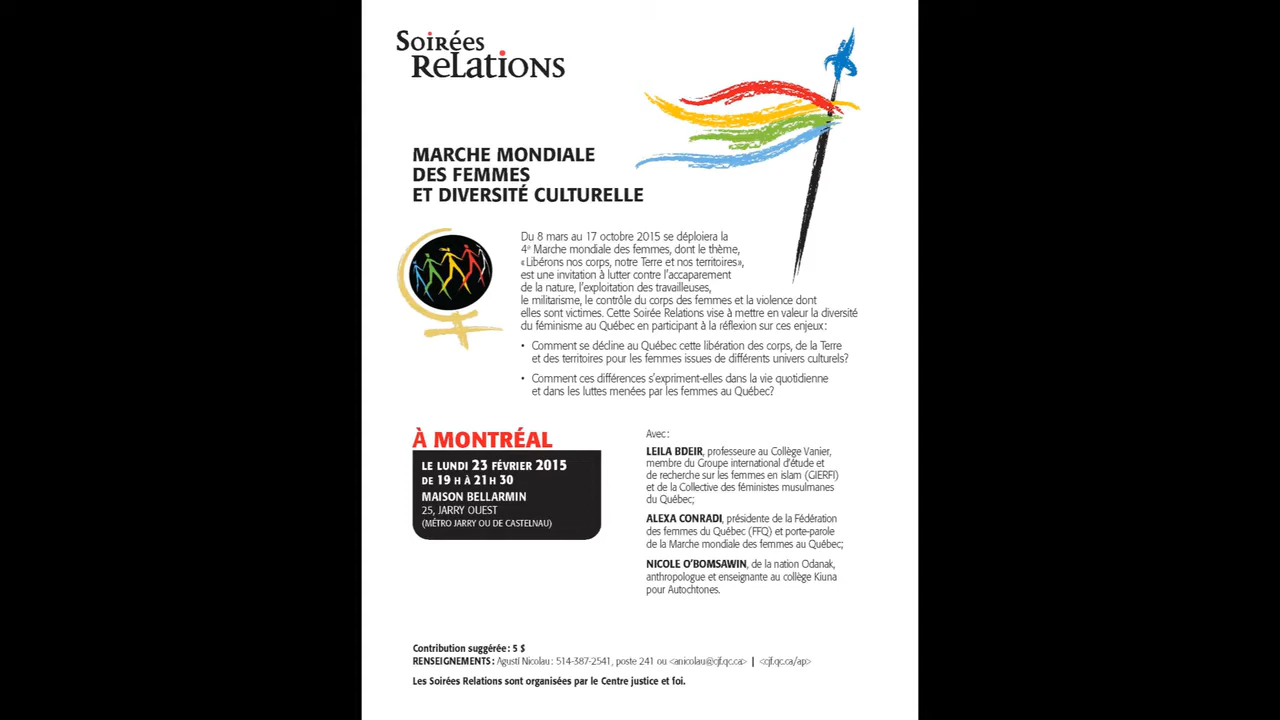 Soirées
Relations
MARCHE MONDIALE
DES FEMMES
ET DIVERSITÉ CULTURELLE
Du 8 mars au 17 octobre 2015 se déploiera la
4e Marche mondiale des femmes, dont le thème,
«Libérons nos corps, notre Terre et nos territoires»,
est une invitation à lutter contre l'accaparement
de la nature, l'exploitation des travailleuses,
le militarisme, le contrôle du corps des femmes et la violence dont
elles sont victimes. Cette Soirée Relations vise à mettre en valeur la diversité
du féminisme au Québec en participant à la réflexion sur ces enjeux:
• Comment se décline au Québec cette libération des corps, de la Terre
et des territoires pour les femmes issues de différents univers culturels?
• Comment ces différences s'expriment-elles dans la vie quotidienne
et dans les luttes menées par les femmes au Québec?
À MONTRÉAL
LE LUNDI 23 FÉVRIER 2015
DE 19 H À 21 H 30
MAISON BELLARMIN
25, JARRY OUEST
(MÉTRO JARRY OU DE CASTELNAU)
Avec:
LEILA BDEIR, professeure au Collège Vanier,
membre du Groupe international d'étude et
de recherche sur les femmes en islam (GIERFI)
et de la Collective des féministes musulmanes
du Québec;
ALEXA CONRADI, présidente de la Fédération
des femmes du Québec (FFQ) et porte-parole
de la Marche mondiale des femmes au Québec;
NICOLE O'BOMSAWIN, de la nation Odanak,
anthropologue et enseignante au collège Kiuna
pour Autochtones.
Contribution suggérée: 5 $
RENSEIGNEMENTS: Agustí Nicolau: 514-387-2541, poste 241 ou <anicolau@cjf.qc.ca> | <cjf.qc.ca/ap>
Les Soirées Relations sont organisées par le Centre justice et foi.